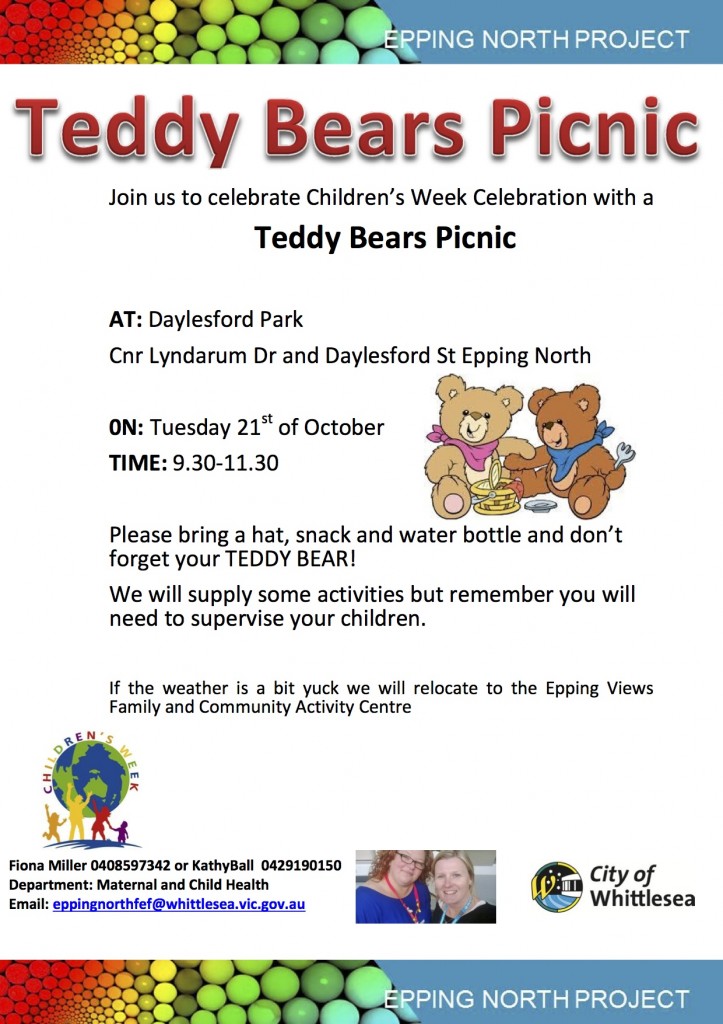 EPPING NORTH PROJECT
Teddy Bears Picnic
Join us to celebrate Children’s Week Celebration with a
Teddy Bears Picnic
AT: Daylesford Park
Cnr Lyndarum Dr and Daylesford St Epping North
0N: Tuesday 21st of October
TIME: 9.30-11.30
Please bring a hat, snack and water bottle and don’t
forget your TEDDY BEAR!
We will supply some activities but remember you will
need to supervise your children.
If the weather is a bit yuck we will relocate to the Epping Views
Family and Community Activity Centre
CHILDREN'S WEEK
Fiona Miller 0408597342 or KathyBall 0429190150
Department: Maternal and Child Health
Email: eppingnorthfef@whittlesea.vic.gov.au
W
City of
Whittlesea
EPPING NORTH PROJECT